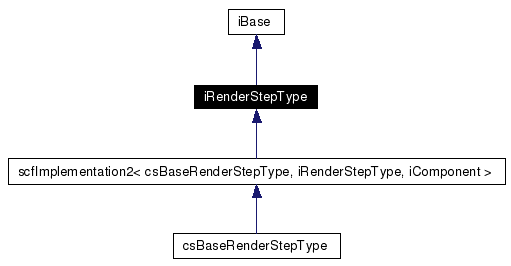 iBase
iRenderStepType
scfImplementation2< csBaseRenderStepType, iRenderStepType, iComponent >
csBaseRenderStepType